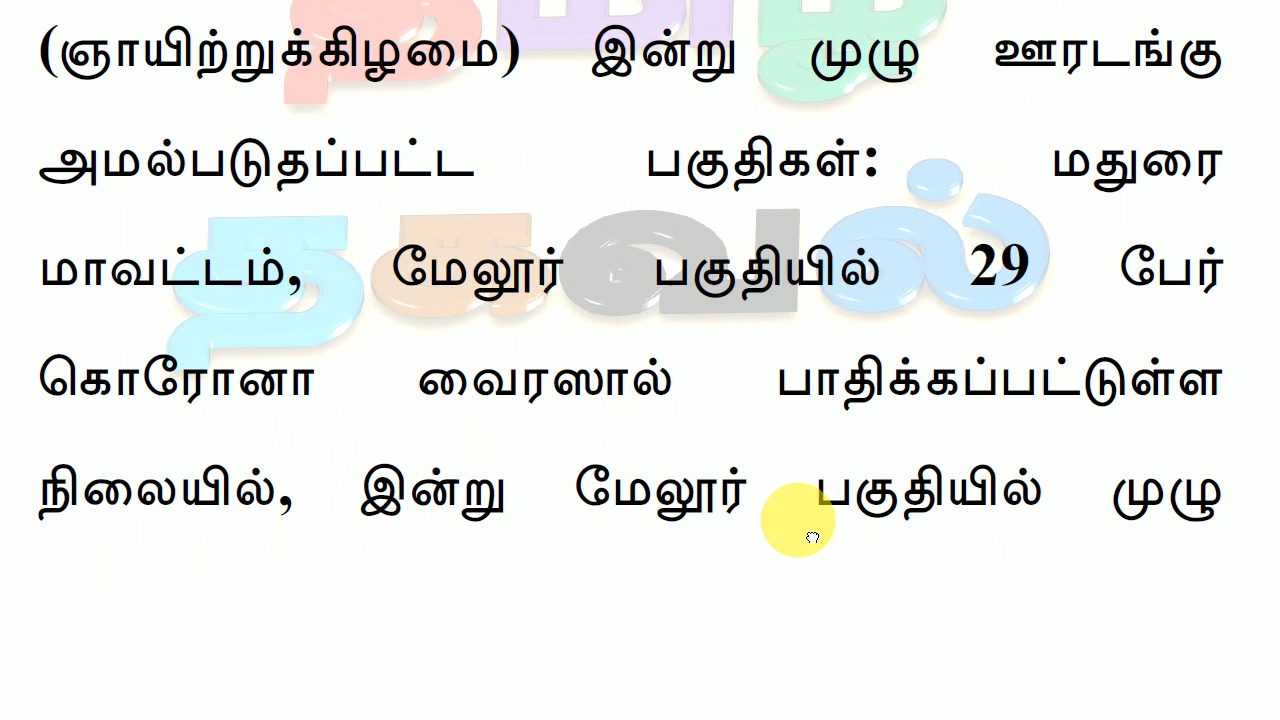 (ஞாயிற்றுக்கிழமை) இன்று முழு ஊரடங்கு
அமல்படுதப்பட்ட பகுதிகள்: மதுரை
மாவட்டம், மேலூர் பகுதியில் 29 பேர்
கொரோனா வைரஸால் பாதிக்கப்பட்டுள்ள
நிலையில், இன்று மேலூர் பகுதியில் முழு
தகவல்